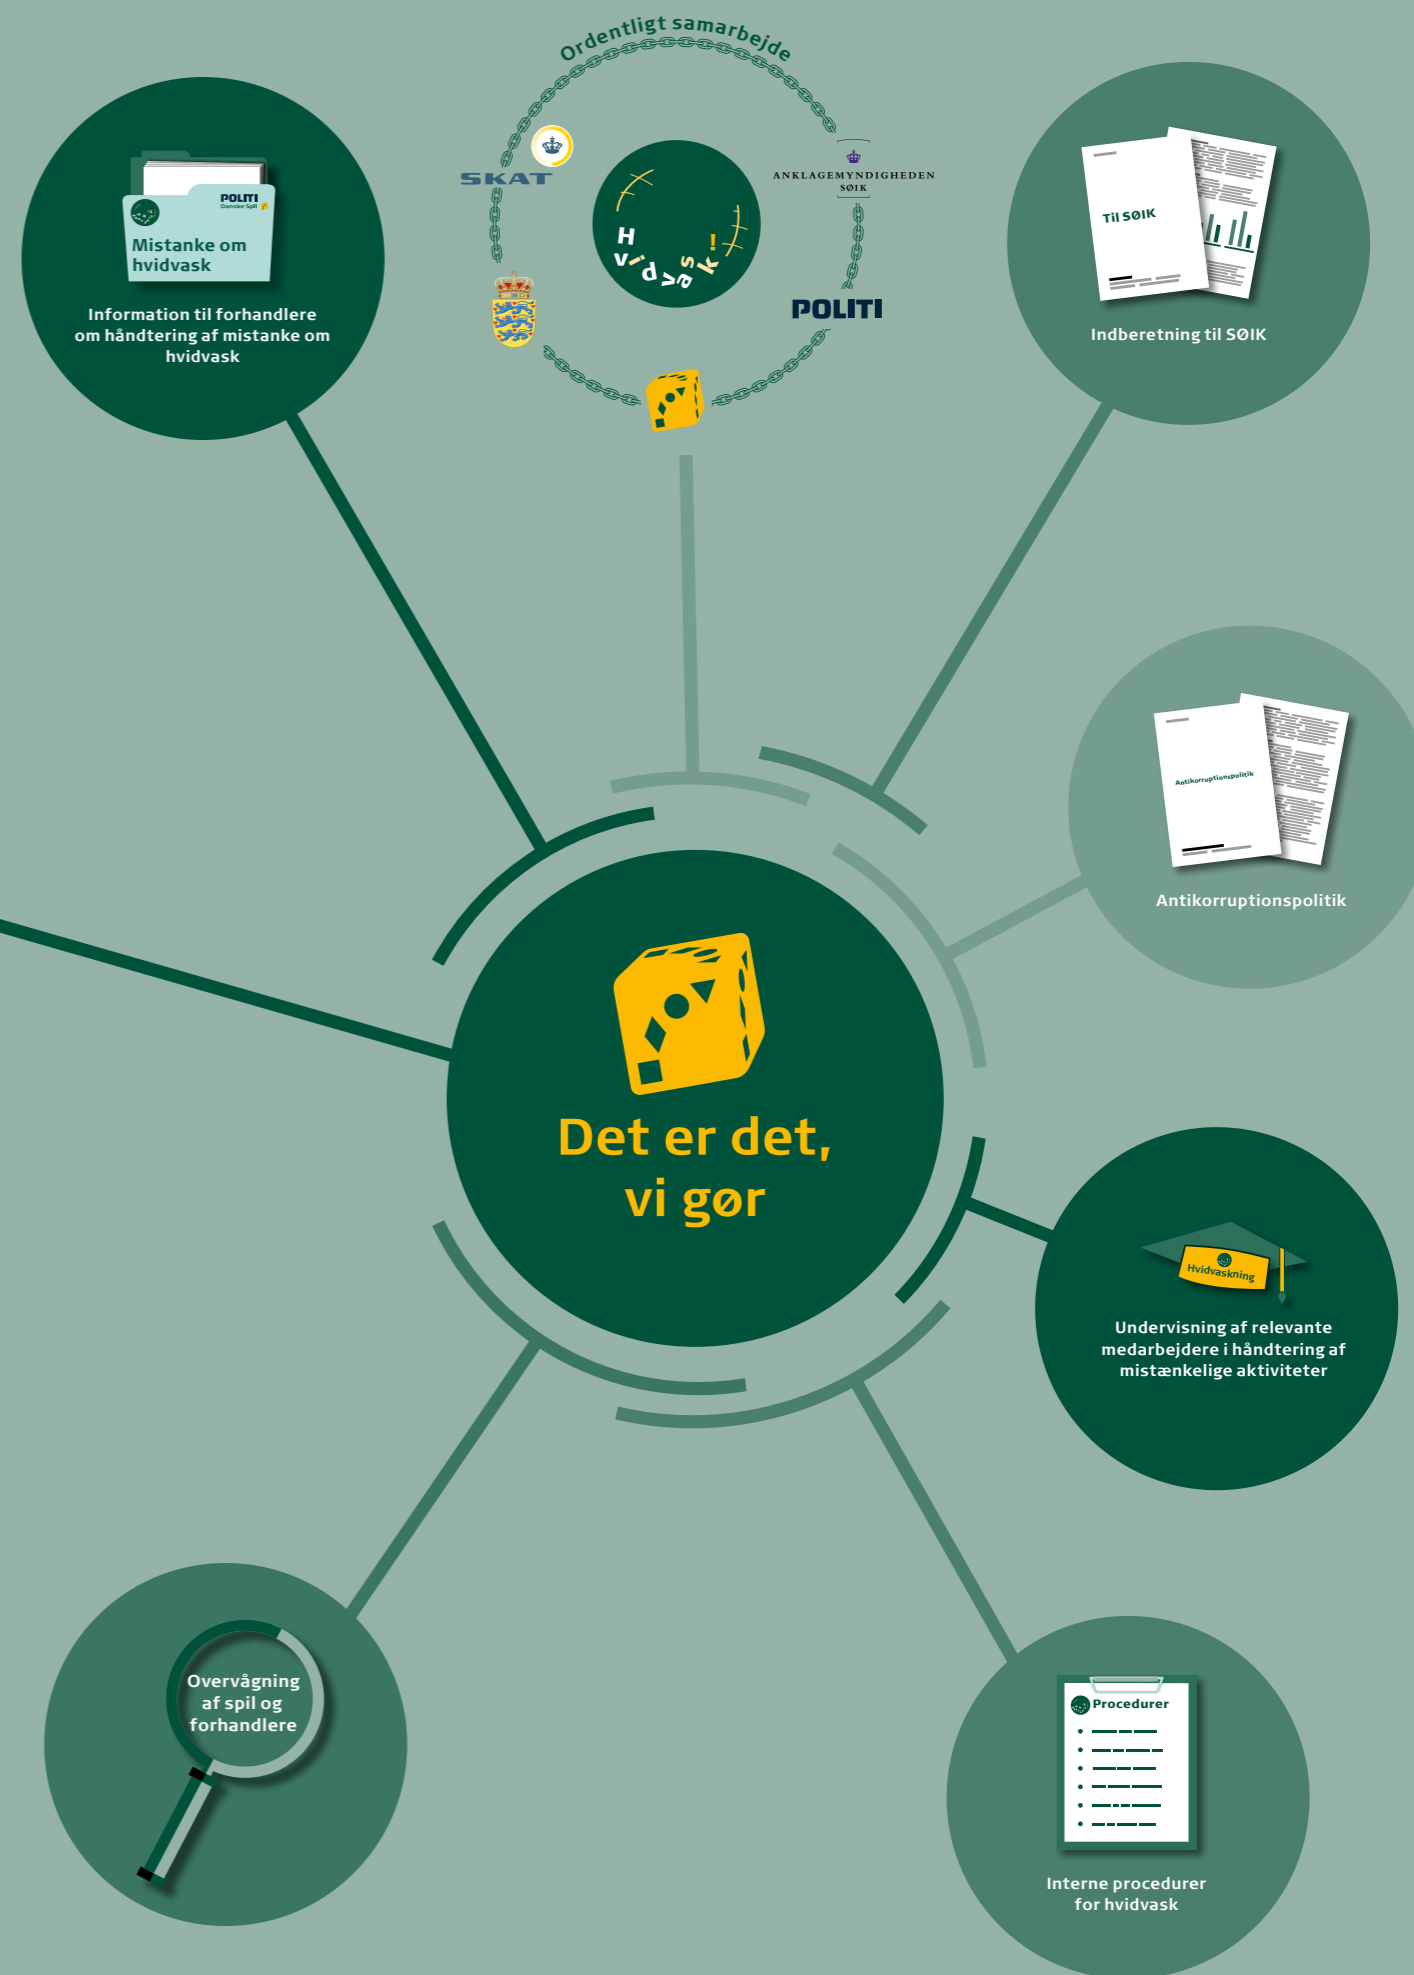 Ordentligt samarbejde
SKAT
ANKLAGEMYNDIGHEDEN
SØIK
POLITI
Hvidvask!
POLITI
Danske Spil
Mistanke om
hvidvask
Information til forhandlere
om håndtering af mistanke om
hvidvask
Til SØIK
Indberetning til SØIK
Antikorruptionspolitik
Antikorruptionspolitik
Det er det,
vi gør
Hvidvaskning
Undervisning af relevante
medarbejdere i håndtering af
mistænkelige aktiviteter
Overvågning
af spil og
forhandlere
Procedurer
Interne procedurer
for hvidvask